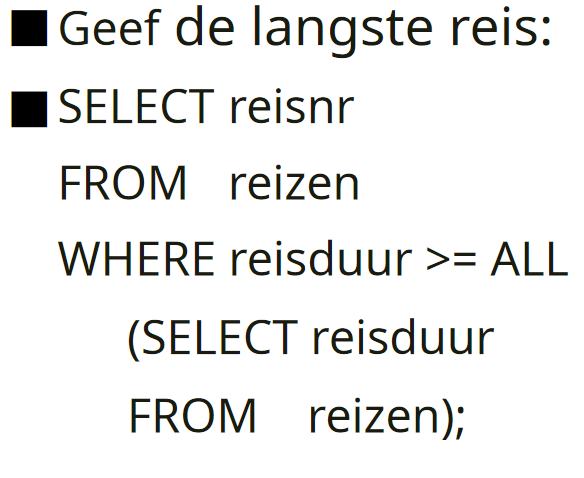 ■ Geef de langste reis:
■ SELECT reisnr
FROM reizen
WHERE reisduur >= ALL
(SELECT reisduur
FROM reizen);